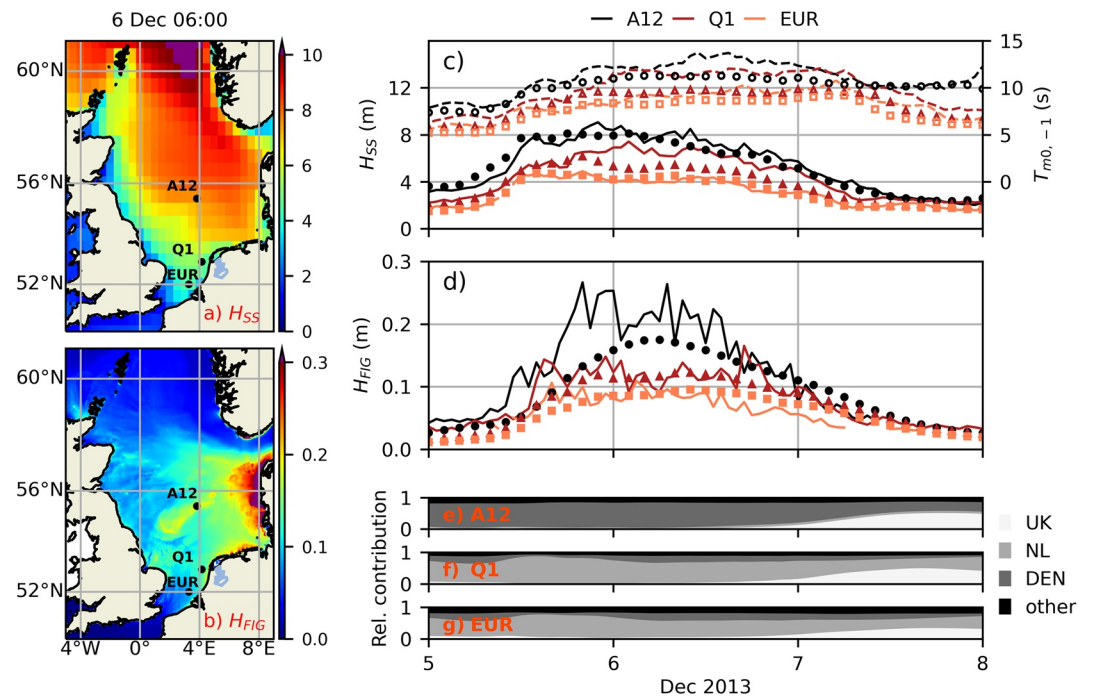 6 Dec 06:00
60°N
56°N
52°N
A12
Q1
EUR
a) H_SS
10
8
6
4
2
0
60°N
56°N
52°N
A12
Q1
EUR
b) H_FIG
4°W 0° 4°E 8°E
0.3
0.2
0.1
0.0
A12 Q1 EUR
c)
H_SS (m)
12
8
4
0
15
10
5
0
T_m0, −1 (s)
d)
H_FIG (m)
0.3
0.2
0.1
0.0
Rel. contribution
1
0
e) A12
1
0
f) Q1
1
0
g) EUR
5 6 7 8
Dec 2013
UK
NL
DEN
other